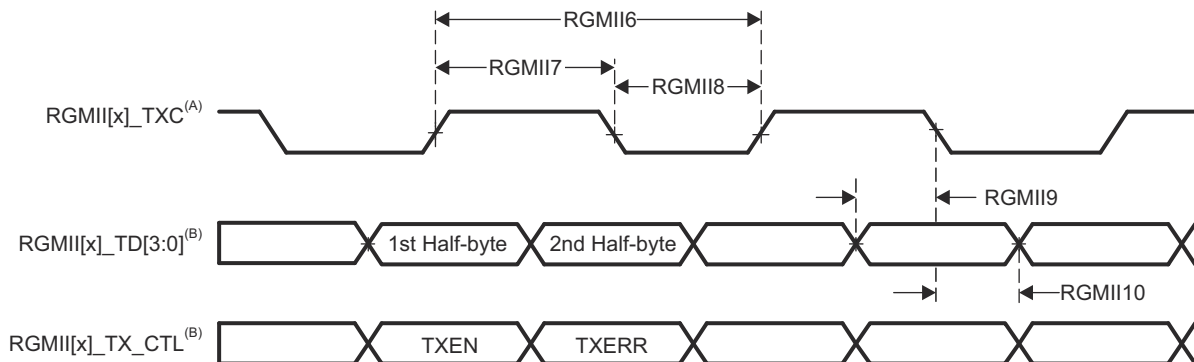 RGMII6
RGMII7
RGMII8
RGMII[x]_TXC(A)
RGMII9
RGMII[x]_TD[3:0](B)
1st Half-byte
2nd Half-byte
RGMII10
RGMII[x]_TX_CTL(B)
TXEN
TXERR